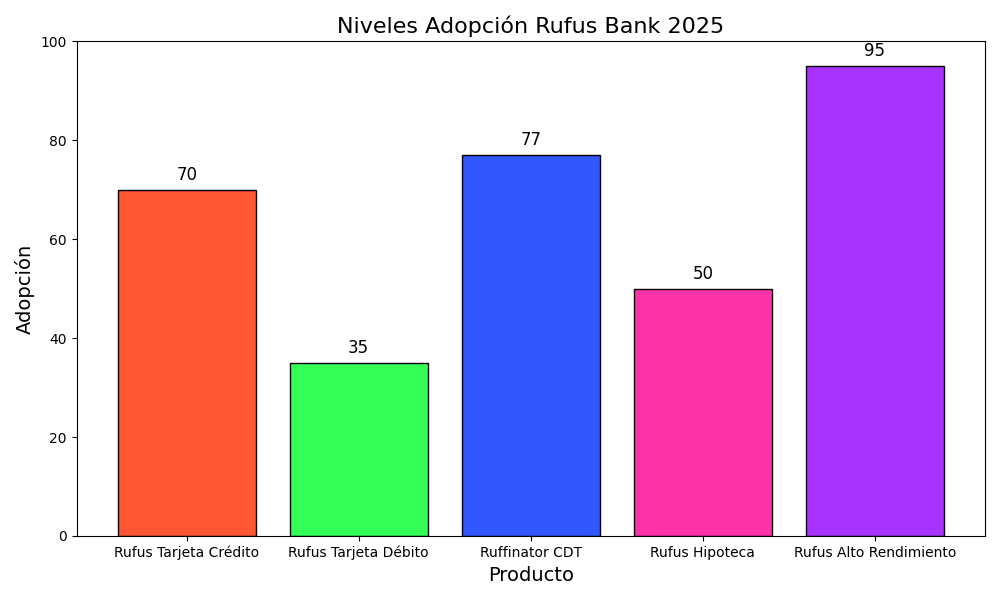 Niveles Adopción Rufus Bank 2025
100
80
60
40
20
0
Adopción
70
35
77
50
95
Rufus Tarjeta Crédito
Rufus Tarjeta Débito
Ruffinator CDT
Rufus Hipoteca
Rufus Alto Rendimiento
Producto